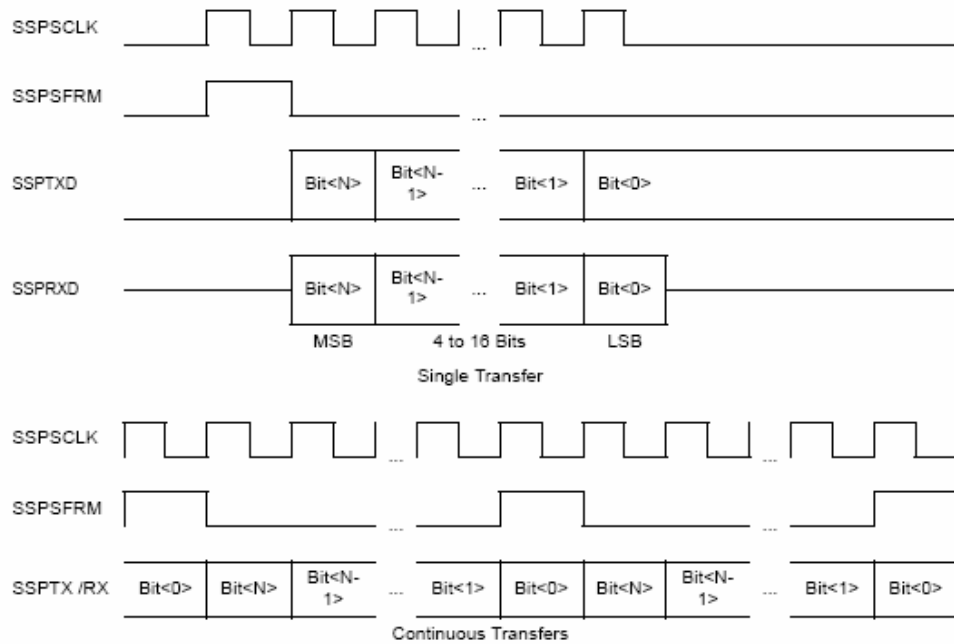 SSPSCLK
...
SSPSFRM
...
SSPTXD Bit<N> Bit<N-1> ... Bit<1> Bit<0>
SSPRXD Bit<N> Bit<N-1> ... Bit<1> Bit<0>
MSB 4 to 16 Bits LSB
Single Transfer
SSPSCLK
... ...
SSPSFRM
... ...
SSPTX /RX Bit<0> Bit<N> Bit<N-1> ... Bit<1> Bit<0> Bit<N> Bit<N-1> ... Bit<1> Bit<0>
Continuous Transfers